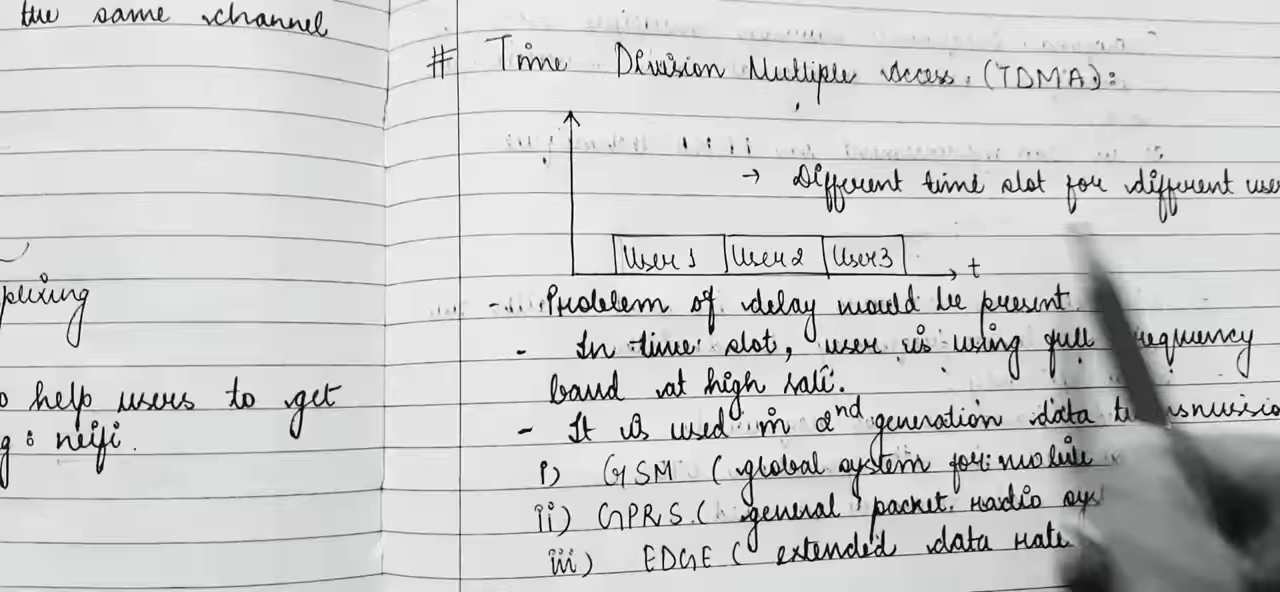 the same channel
plexing
o help users to get
g : neifi.
# Time Division Multiple Access. (TDMA):
→ Different time slot for different use
User 1 User 2 User 3 t
- Problem of delay would be present.
- In time slot, user is using full frequency
band at high rate.
- It is used in 2nd generation data t nsmissio
i) GSM (global system for mobile
ii) GPRS ( general packet radio sys
iii) EDGE ( extended data rate